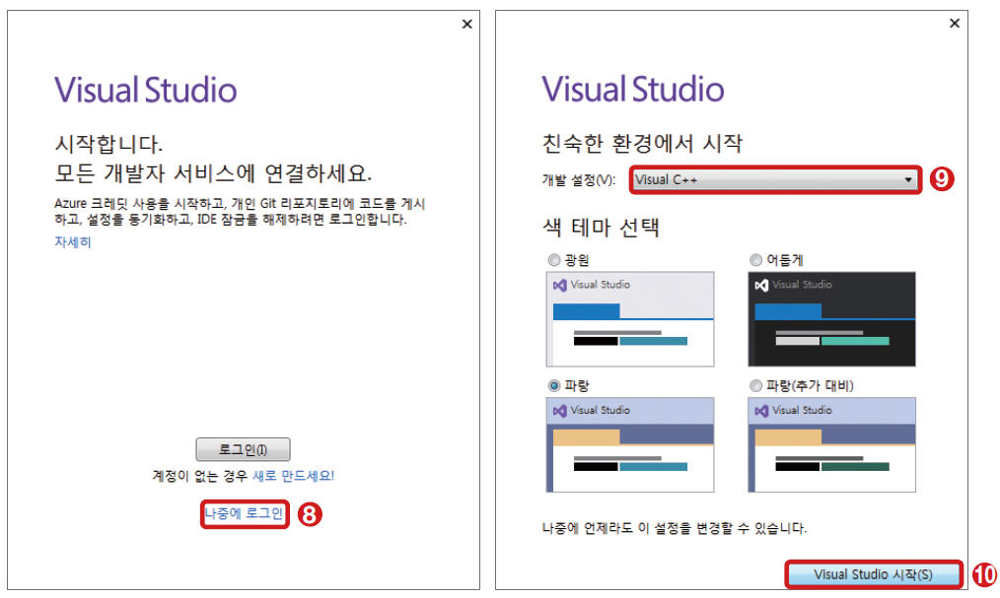 Visual Studio
시작합니다.
모든 개발자 서비스에 연결하세요.
Azure 크레딧 사용을 시작하고, 개인 Git 리포지토리에 코드를 게시
하고, 설정을 동기화하고, IDE 잠금을 해제하려면 로그인합니다.
자세히
로그인(I)
계정이 없는 경우 새로 만드세요!
나중에 로그인 8
Visual Studio
친숙한 환경에서 시작
개발 설정(V): Visual C++ 9
색 테마 선택
광원
Visual Studio
어둡게
Visual Studio
파랑
Visual Studio
파랑(추가 대비)
Visual Studio
나중에 언제라도 이 설정을 변경할 수 있습니다.
Visual Studio 시작(S) 10